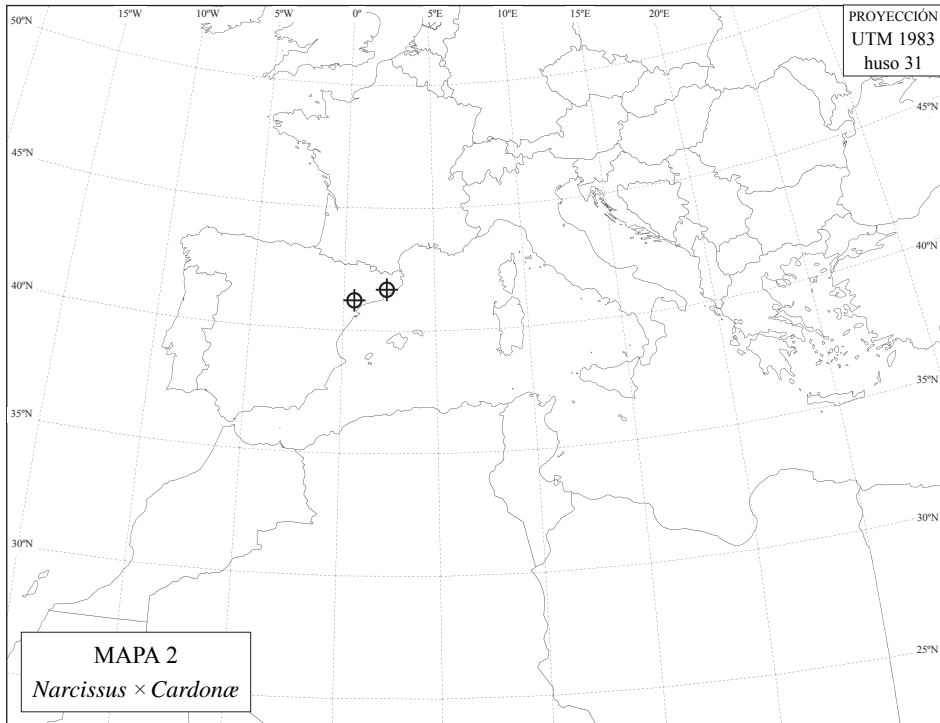 50ºN
15ºW
10ºW
5ºW
0º
5ºE
10ºE
15ºE
20ºE
PROYECCIÓN
UTM 1983
huso 31
45ºN
45ºN
40ºN
40ºN
35ºN
35ºN
30ºN
30ºN
25ºN
MAPA 2
Narcissus × Cardonæ